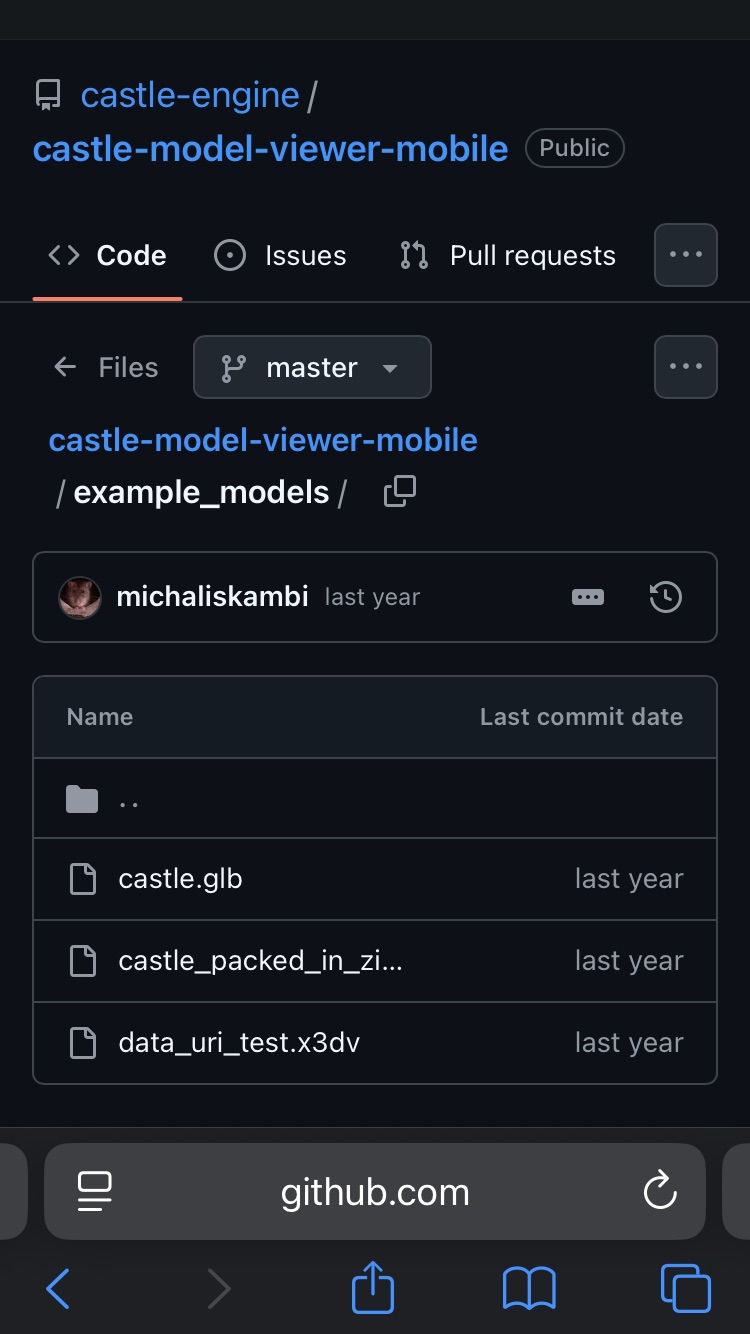 castle-engine /
castle-model-viewer-mobile Public
Code Issues Pull requests
Files master
castle-model-viewer-mobile
/ example_models /
michaliskambi last year
Name Last commit date
..
castle.glb last year
castle_packed_in_zi... last year
data_uri_test.x3dv last year
github.com